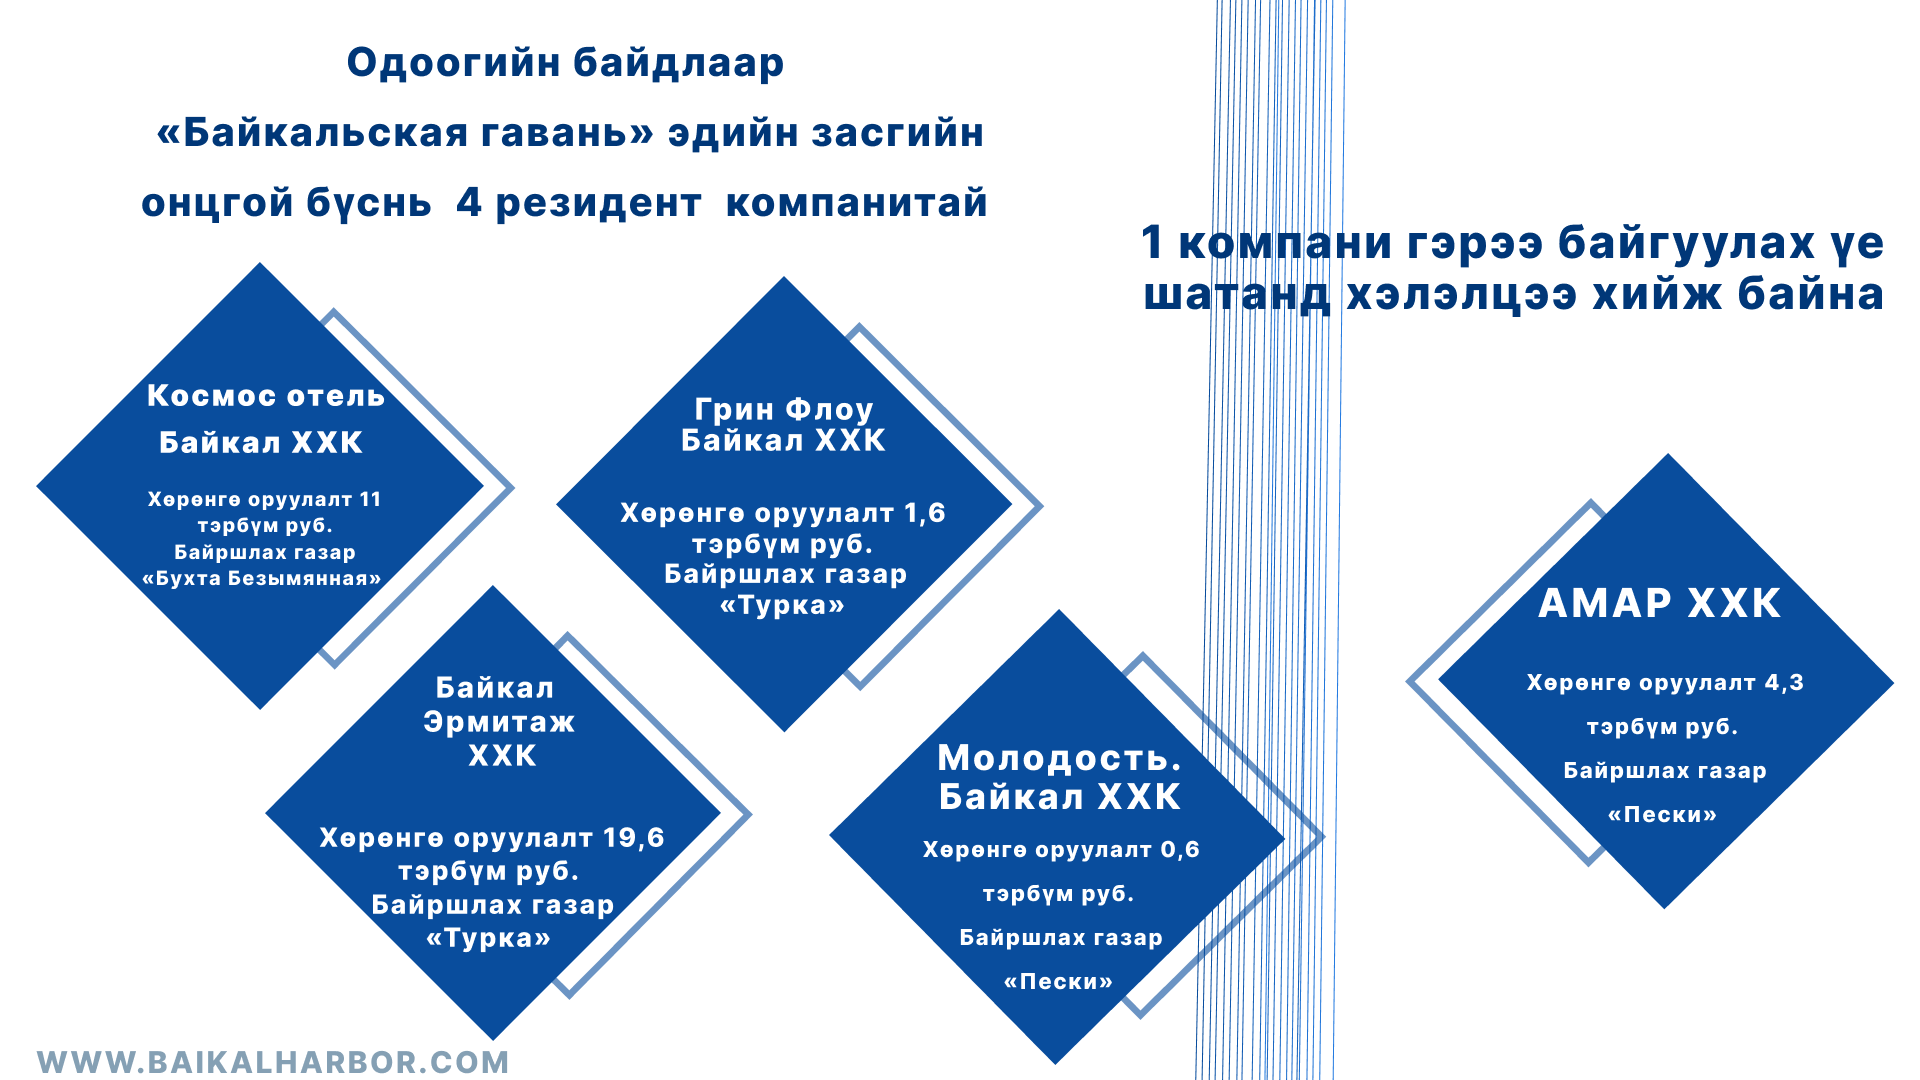 Одоогийн байдлаар
«Байкальская гавань» эдийн засгийн
онцгой бүснь 4 резидент компанитай
1 компани гэрээ байгуулах үе
шатанд хэлэлцээ хийж байна
Космос отель
Байкал ХХК
Хөрөнгө оруулалт 11
тэрбүм руб.
Байршлах газар
«Бухта Безымянная»
Грин Флоу
Байкал ХХК
Хөрөнгө оруулалт 1,6
тэрбүм руб.
Байршлах газар
«Турка»
Байкал
Эрмитаж
ХХК
Хөрөнгө оруулалт 19,6
тэрбүм руб.
Байршлах газар
«Турка»
Молодость.
Байкал ХХК
Хөрөнгө оруулалт 0,6
тэрбүм руб.
Байршлах газар
«Пески»
АМАР ХХК
Хөрөнгө оруулалт 4,3
тэрбүм руб.
Байршлах газар
«Пески»
WWW.BAIKALHARBOR.COM